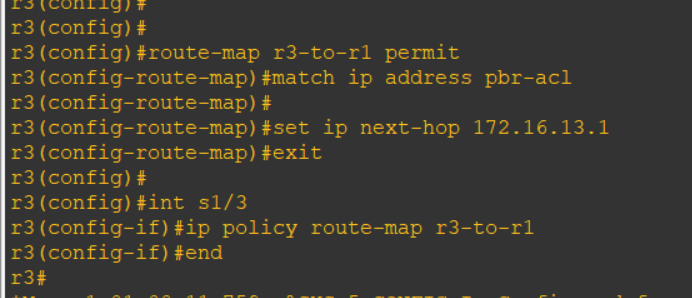 r3(config)#
r3(config)#
r3(config)#route-map r3-to-r1 permit
r3(config-route-map)#match ip address pbr-acl
r3(config-route-map)#
r3(config-route-map)#set ip next-hop 172.16.13.1
r3(config-route-map)#exit
r3(config)#
r3(config)#int s1/3
r3(config-if)#ip policy route-map r3-to-r1
r3(config-if)#end
r3#